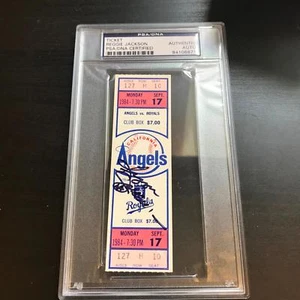 PSA/DNA
TICKET
REGGIE JACKSON
PSA/DNA CERTIFIED
AUTHENTIC
AUTO
127 H 10
MONDAY SEPT.
1984 - 7:30 PM 17
ANGELS vs. ROYALS
CLUB BOX $7.00
CALIFORNIA
Angels
Royals
CLUB BOX $7.00
MONDAY SEPT.
1984 - 7:30 PM 17
127 H 10